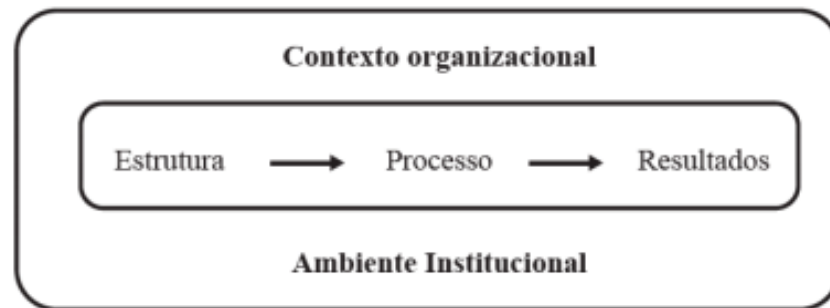 Contexto organizacional
Estrutura Processo Resultados
Ambiente Institucional